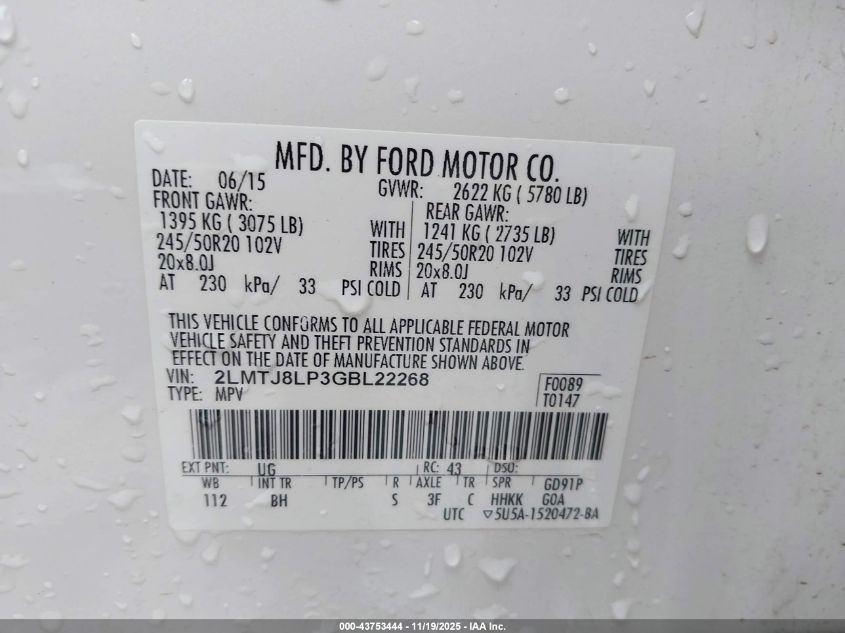 MFD. BY FORD MOTOR CO.
DATE: 06/15 GVWR: 2622 KG ( 5780 LB)
FRONT GAWR: REAR GAWR:
1395 KG ( 3075 LB) WITH 1241 KG ( 2735 LB) WITH
245/50R20 102V TIRES 245/50R20 102V TIRES
20x8.0J RIMS 20x8.0J RIMS
AT 230 kPa/ 33 PSI COLD AT 230 kPa/ 33 PSI COLD
THIS VEHICLE CONFORMS TO ALL APPLICABLE FEDERAL MOTOR
VEHICLE SAFETY AND THEFT PREVENTION STANDARDS IN
EFFECT ON THE DATE OF MANUFACTURE SHOWN ABOVE.
VIN: 2LMTJ8LP3GBL22268 F0089
TYPE: MPV T0147
EXT PNT: UG RC: 43 DSO:
WB INT TR TP/PS R AXLE TR SPR GD91P
112 BH S 3F C HHKK GOA
UTC ▽5U5A-1520472-BA
000-43753444 - 11/19/2025 - IAA Inc.